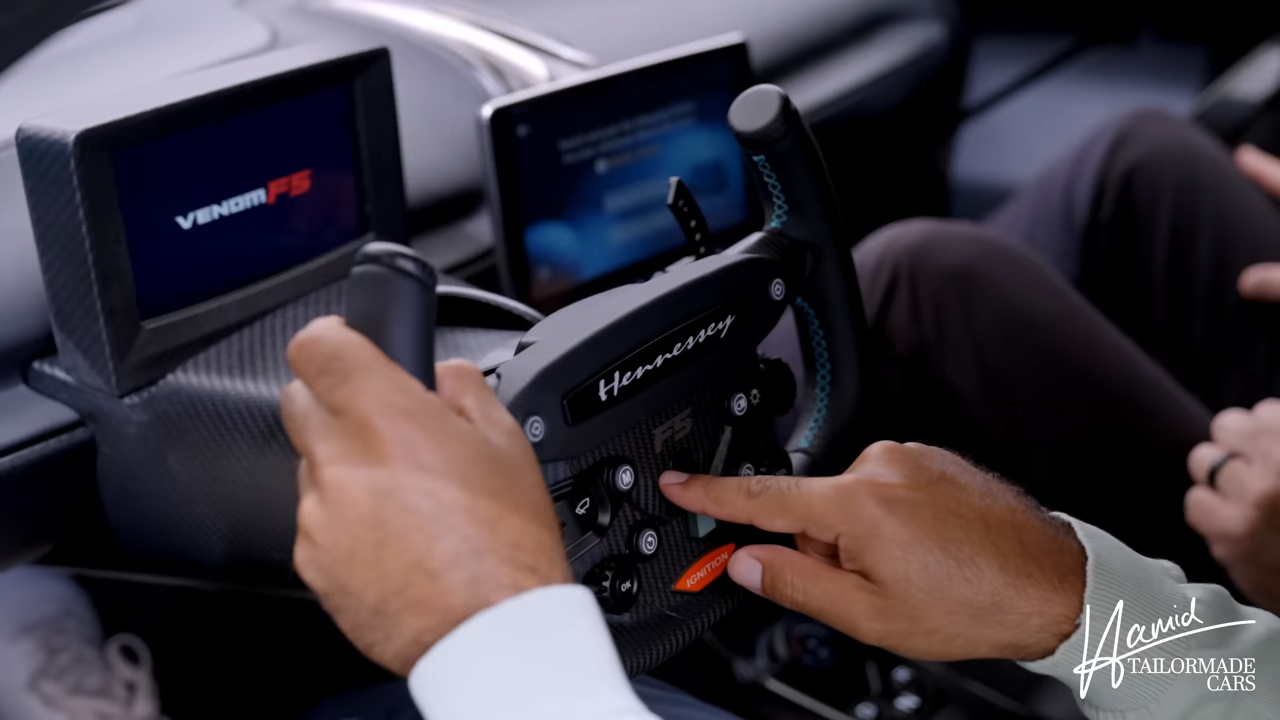 VENOM F5
Hennessey
F5
M
OK
IGNITION
Hamid
TAILORMADE
CARS